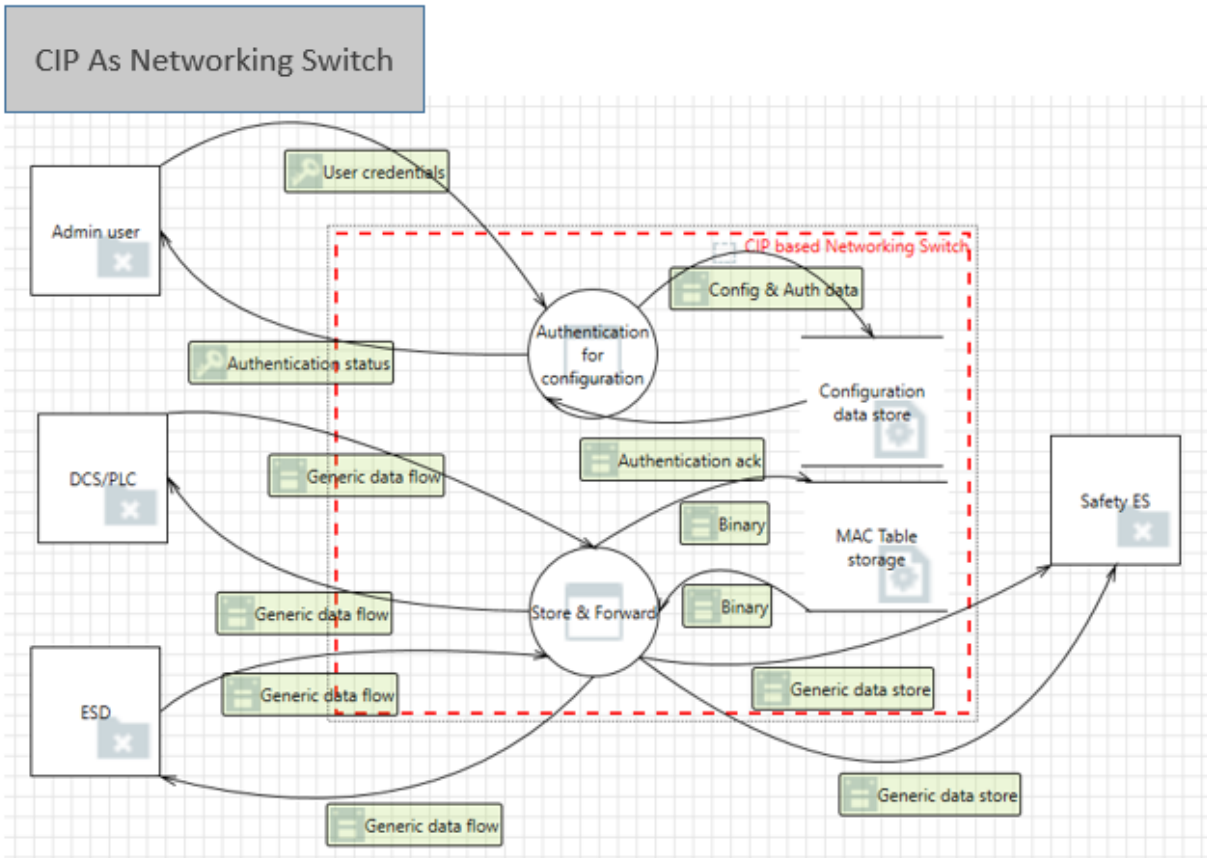 CIP As Networking Switch
User credentials
Admin user
CIP based Networking Switch
Config & Auth data
Authentication
for
configuration
Authentication status
Configuration
data store
Authentication ack
Generic data flow
DCS/PLC
Safety ES
Binary
MAC Table
storage
Generic data flow
Store & Forward
Binary
Generic data flow
Generic data store
ESD
Generic data store
Generic data flow